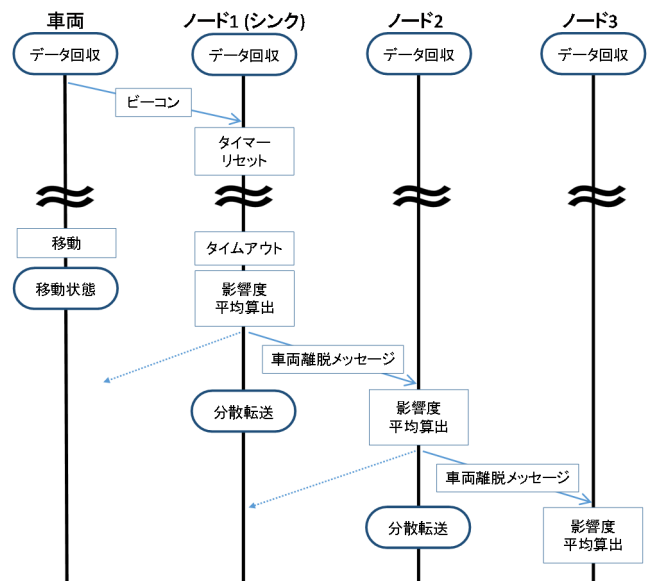 車両
ノード1 (シンク)
ノード2
ノード3
データ回収
データ回収
データ回収
データ回収
ビーコン
タイマー
リセット
移動
タイムアウト
移動状態
影響度
平均算出
車両離脱メッセージ
分散転送
影響度
平均算出
車両離脱メッセージ
分散転送
影響度
平均算出